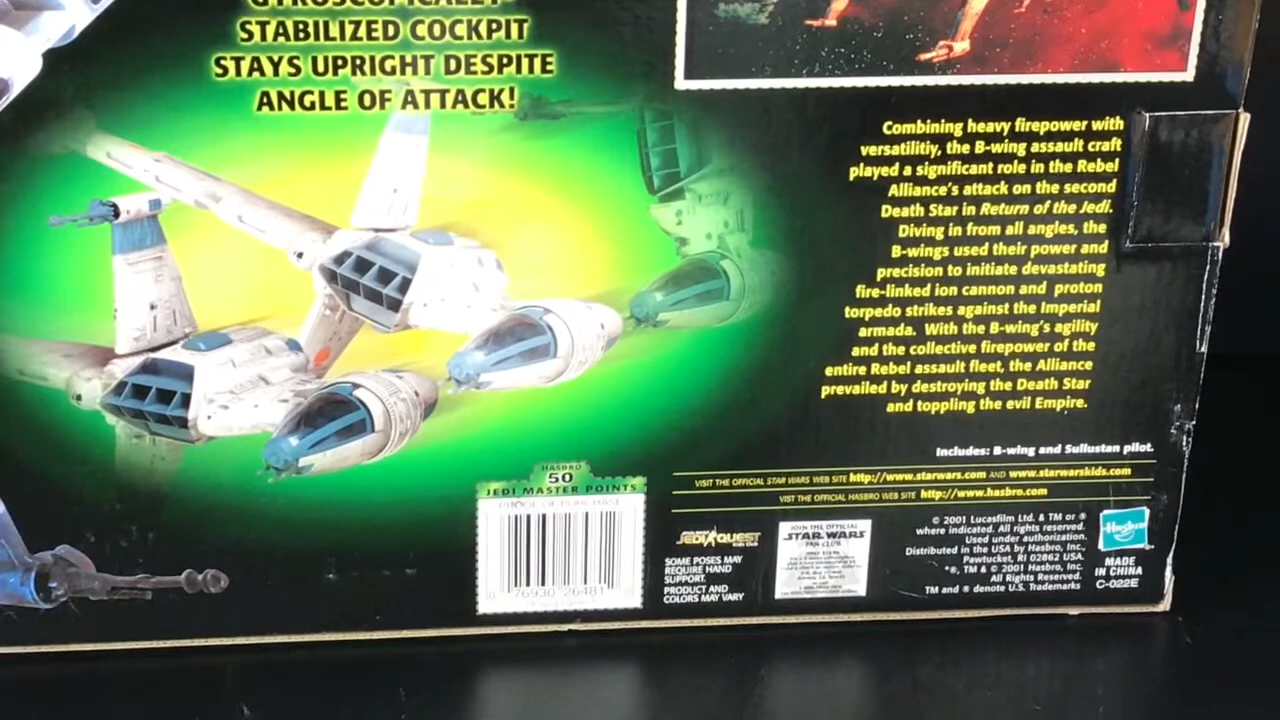 GYROSCOPICALLY-
STABILIZED COCKPIT
STAYS UPRIGHT DESPITE
ANGLE OF ATTACK!
Combining heavy firepower with
versatilitiy, the B-wing assault craft
played a significant role in the Rebel
Alliance's attack on the second
Death Star in Return of the Jedi.
Diving in from all angles, the
B-wings used their power and
precision to initiate devastating
fire-linked ion cannon and proton
torpedo strikes against the Imperial
armada. With the B-wing's agility
and the collective firepower of the
entire Rebel assault fleet, the Alliance
prevailed by destroying the Death Star
and toppling the evil Empire.
Includes: B-wing and Sullustan pilot.
VISIT THE OFFICIAL STAR WARS WEB SITE http://www.starwars.com AND www.starwarskids.com
VIST THE OFFICIAL HASBRO WEB SITE http://www.hasbro.com
HASBRO
50
JEDI MASTER POINTS
PROOF OF PURCHASE
0 76930 26481
JEDI QUEST
SOME POSES MAY
REQUIRE HAND
SUPPORT.
PRODUCT AND
COLORS MAY VARY
JOIN THE OFFICIAL
STAR WARS
FAN CLUB
© 2001 Lucasfilm Ltd. & TM or ®
where indicated. All rights reserved.
Used under authorization.
Distributed in the USA by Hasbro, Inc.,
Pawtucket, RI 02862 USA.
*®, TM & © 2001 Hasbro, Inc.
All Rights Reserved.
TM and ® denote U.S. Trademarks
Hasbro
MADE
IN CHINA
C-022E